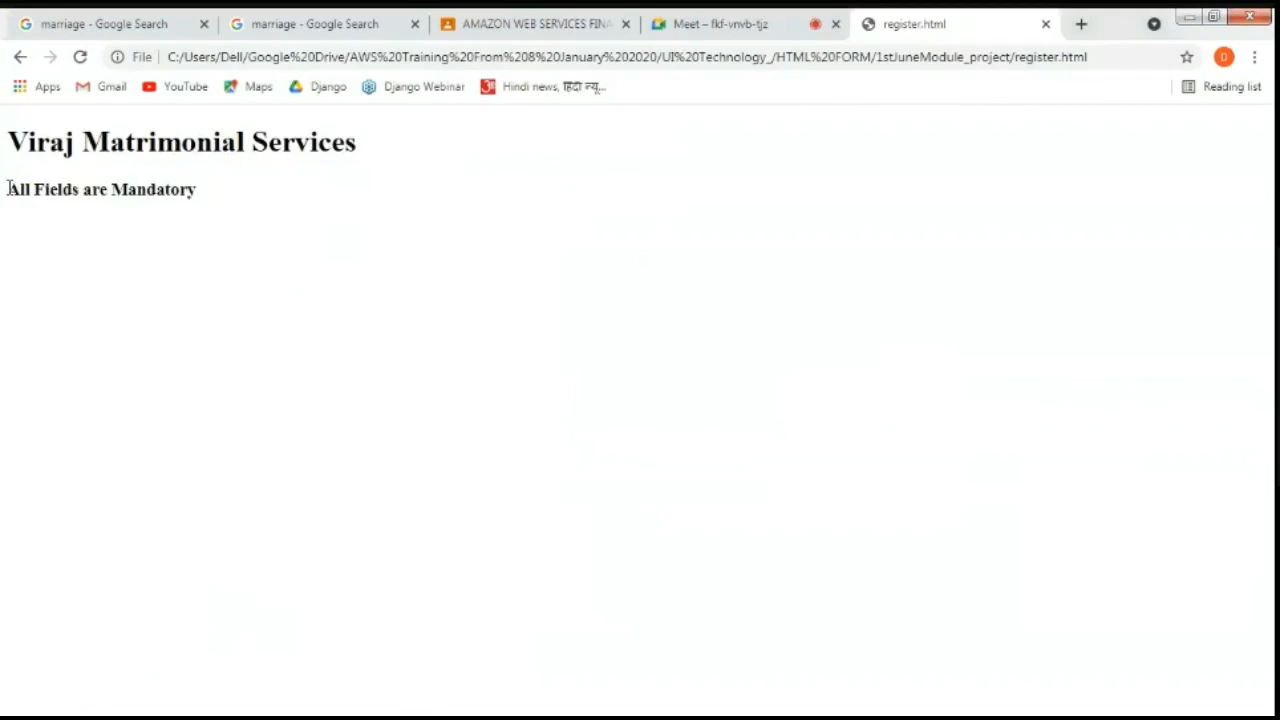 marriage - Google Search
marriage - Google Search
AMAZON WEB SERVICES FINA
Meet – fkf-vnvb-tjz
register.html
File
C:/Users/Dell/Google%20Drive/AWS%20Training%20From%208%20January%202020/UI%20Technology_/HTML%20FORM/1stJuneModule_project/register.html
D
Apps
Gmail
YouTube
Maps
Django
Django Webinar
Hindi news, हिंदी न्यू...
Reading list
Viraj Matrimonial Services
All Fields are Mandatory